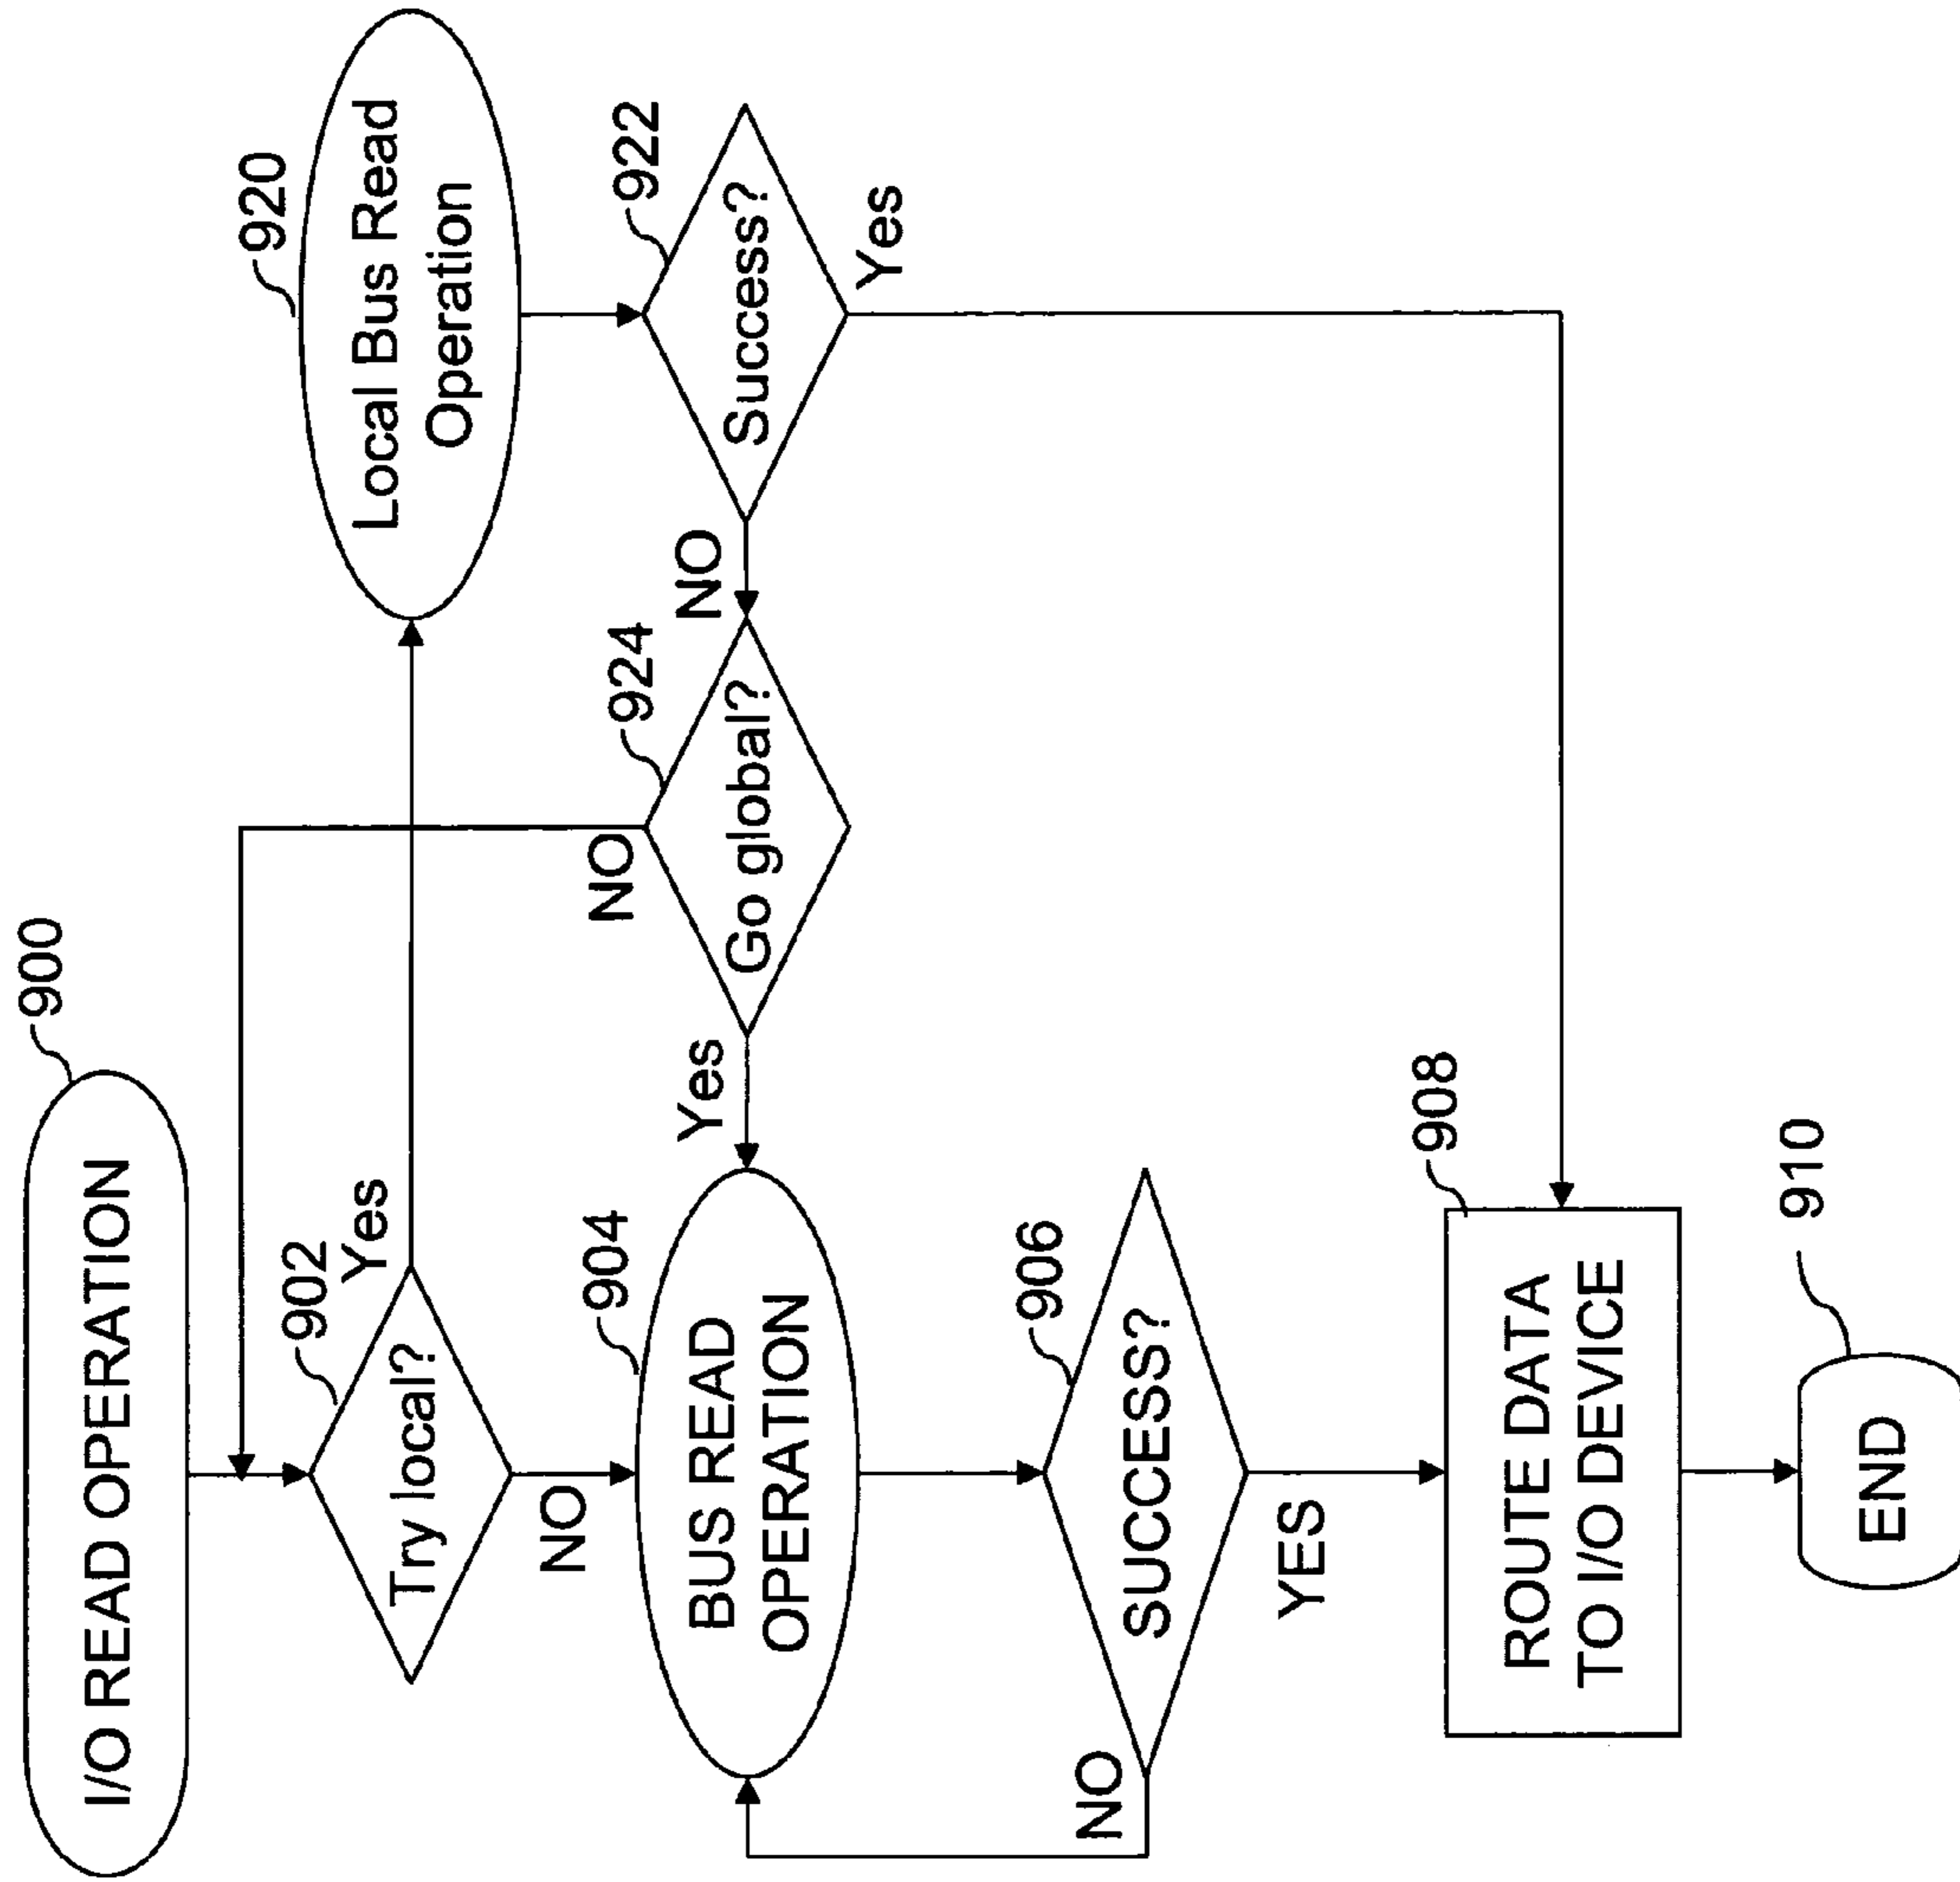 900
I/O READ OPERATION
902
Try local?
Yes
NO
920
Local Bus Read
Operation
922
Success?
Yes
NO
924
Go global?
NO
Yes
904
BUS READ
OPERATION
906
SUCCESS?
NO
YES
908
ROUTE DATA
TO I/O DEVICE
910
END